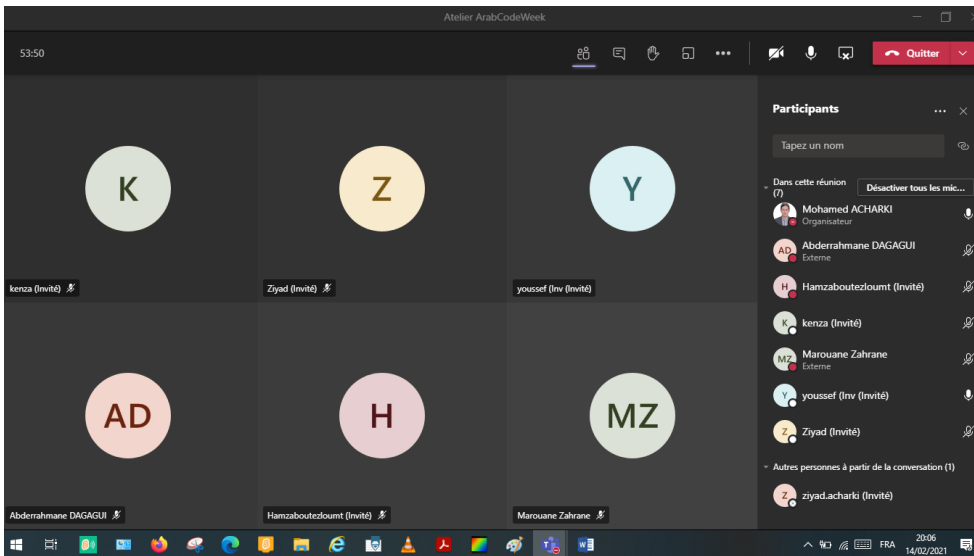 Atelier ArabCodeWeek
53:50
Quitter
K
kenza (Invité)
Z
Ziyad (Invité)
Y
youssef (Inv (Invité)
AD
Abderrahmane DAGAGUI
H
Hamzaboutezloumt (Invité)
MZ
Marouane Zahrane
Participants
Tapez un nom
Dans cette réunion
(7)
Désactiver tous les mic...
Mohamed ACHARKI
Organisateur
AD
Abderrahmane DAGAGUI
Externe
H
Hamzaboutezloumt (Invité)
K
kenza (Invité)
MZ
Marouane Zahrane
Externe
Y
youssef (Inv (Invité)
Z
Ziyad (Invité)
Autres personnes à partir de la conversation (1)
Z
ziyad.acharki (Invité)
FRA
20:06
14/02/2021